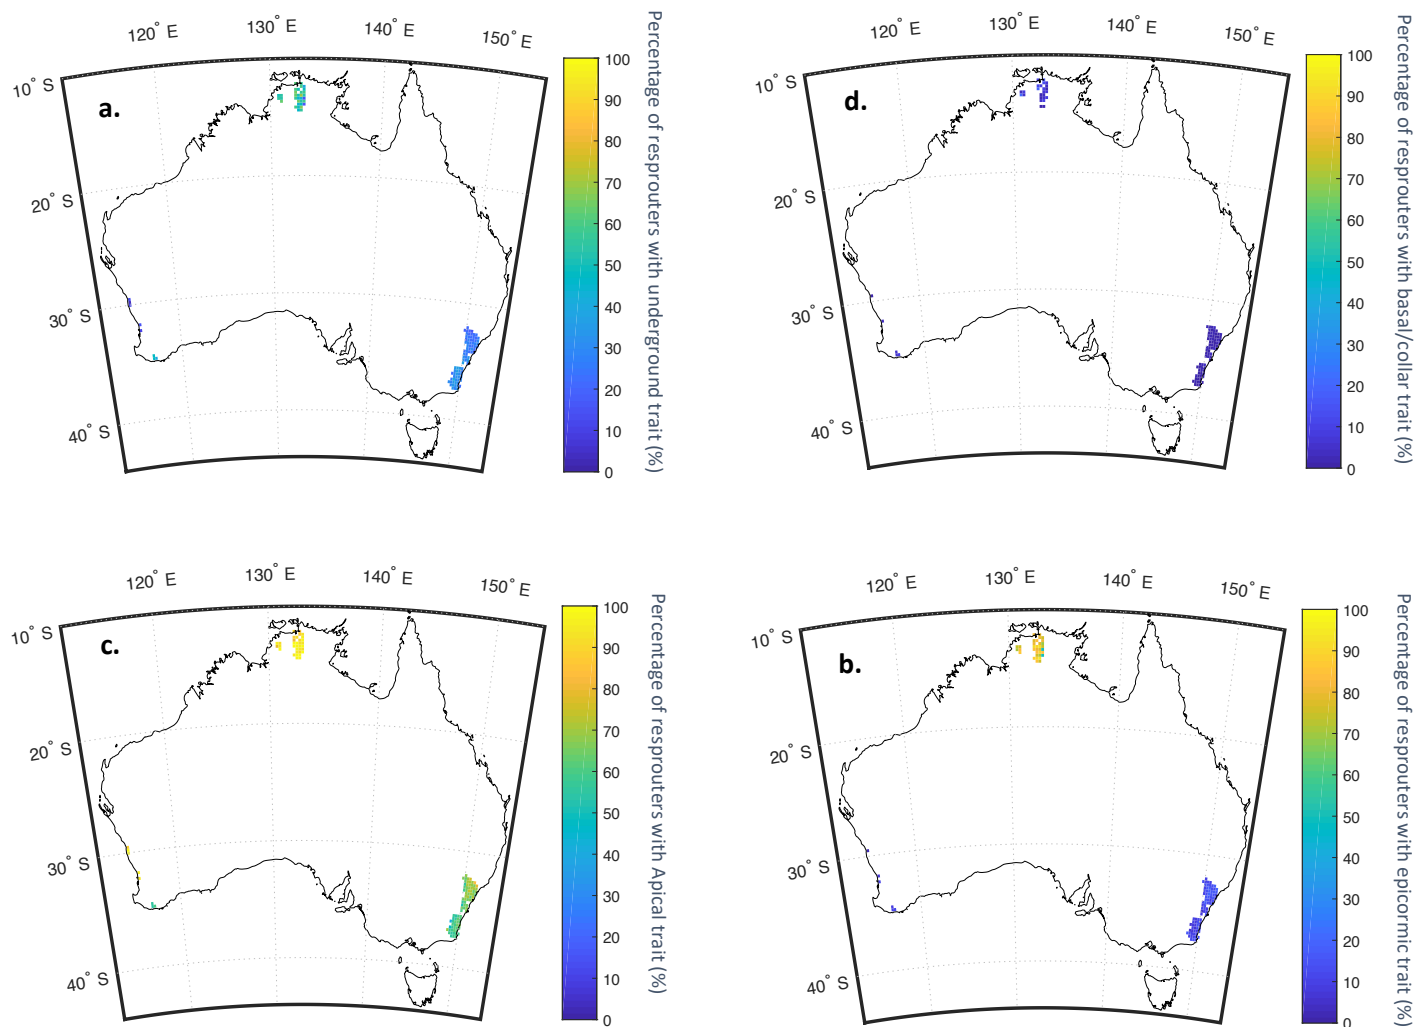 120° E 130° E 140° E 150° E
10° S
20° S
30° S
40° S
a.
100
90
80
70
60
50
40
30
20
10
0
Percentage of resprouters with underground trait (%)
120° E 130° E 140° E 150° E
10° S
20° S
30° S
40° S
d.
100
90
80
70
60
50
40
30
20
10
0
Percentage of resprouters with basal/collar trait (%)
120° E 130° E 140° E 150° E
10° S
20° S
30° S
40° S
c.
100
90
80
70
60
50
40
30
20
10
0
Percentage of resprouters with Apical trait (%)
120° E 130° E 140° E 150° E
10° S
20° S
30° S
40° S
b.
100
90
80
70
60
50
40
30
20
10
0
Percentage of resprouters with epicormic trait (%)